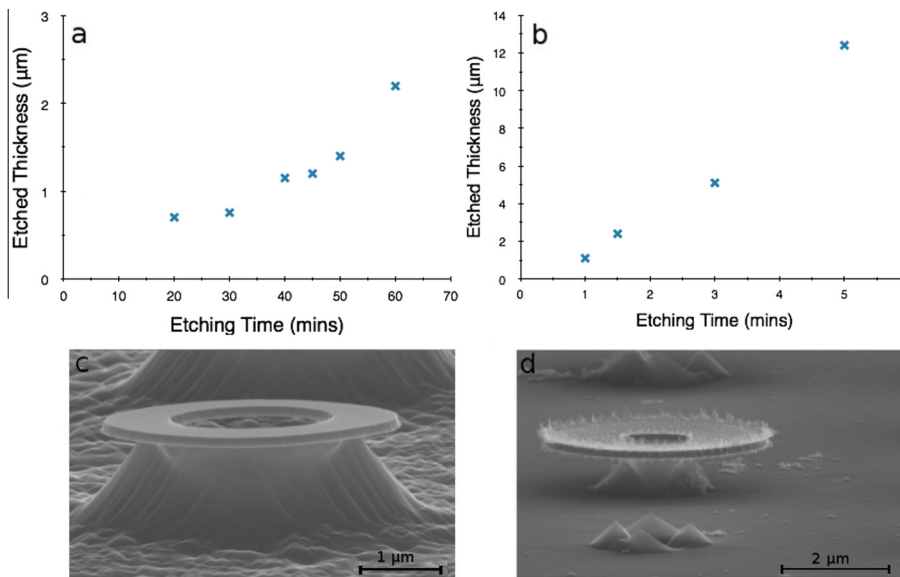 a
Etched Thickness (µm)
3
2
1
0
0 10 20 30 40 50 60 70
Etching Time (mins)
b
Etched Thickness (µm)
14
12
10
8
6
4
2
0
0 1 2 3 4 5
Etching Time (mins)
c
1 µm
d
2 µm